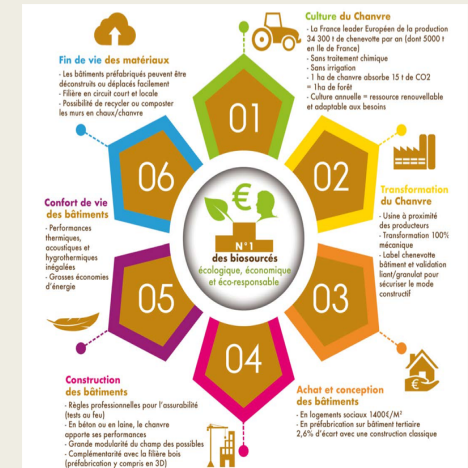 Culture du Chanvre
- La France leader Européen de la production
34 300 t de chenevotte par an (dont 5000 t
en Ile de France)
- Sans traitement chimique
- Sans irrigation
- 1 ha de chanvre absorbe 15 t de CO2
= 1ha de forêt
- Culture annuelle = ressource renouvellable
et adaptable aux besoins
01
02
Transformation
du Chanvre
- Usine à proximité
des producteurs
- Transformation 100%
mécanique
- Label chenevotte
bâtiment et validation
liant/granulat pour
sécuriser le mode
constructif
03
Achat et conception
des bâtiments
- En logements sociaux 1400€/M²
- En préfabrication sur bâtiment tertiaire
2,6% d'écart avec une construction classique
04
Construction
des bâtiments
- Règles professionnelles pour l'assurabilité
(tests au feu)
- En béton ou en laine, le chanvre
apporte ses performances
- Grande modularité du champ des possibles
- Complémentarité avec la filière bois
(préfabrication y compris en 3D)
05
Confort de vie
des bâtiments
- Performances
thermiques,
acoustiques et
hygrothermiques
inégalées
- Grosses économies
d'énergie
06
Fin de vie des matériaux
- Les bâtiments préfabriqués peuvent être
déconstruits ou déplacés facilement
- Filière en circuit court et locale
- Possibilité de recycler ou composter
les murs en chaux/chanvre
€
N°1
des biosourcés
écologique, économique
et éco-responsable
€